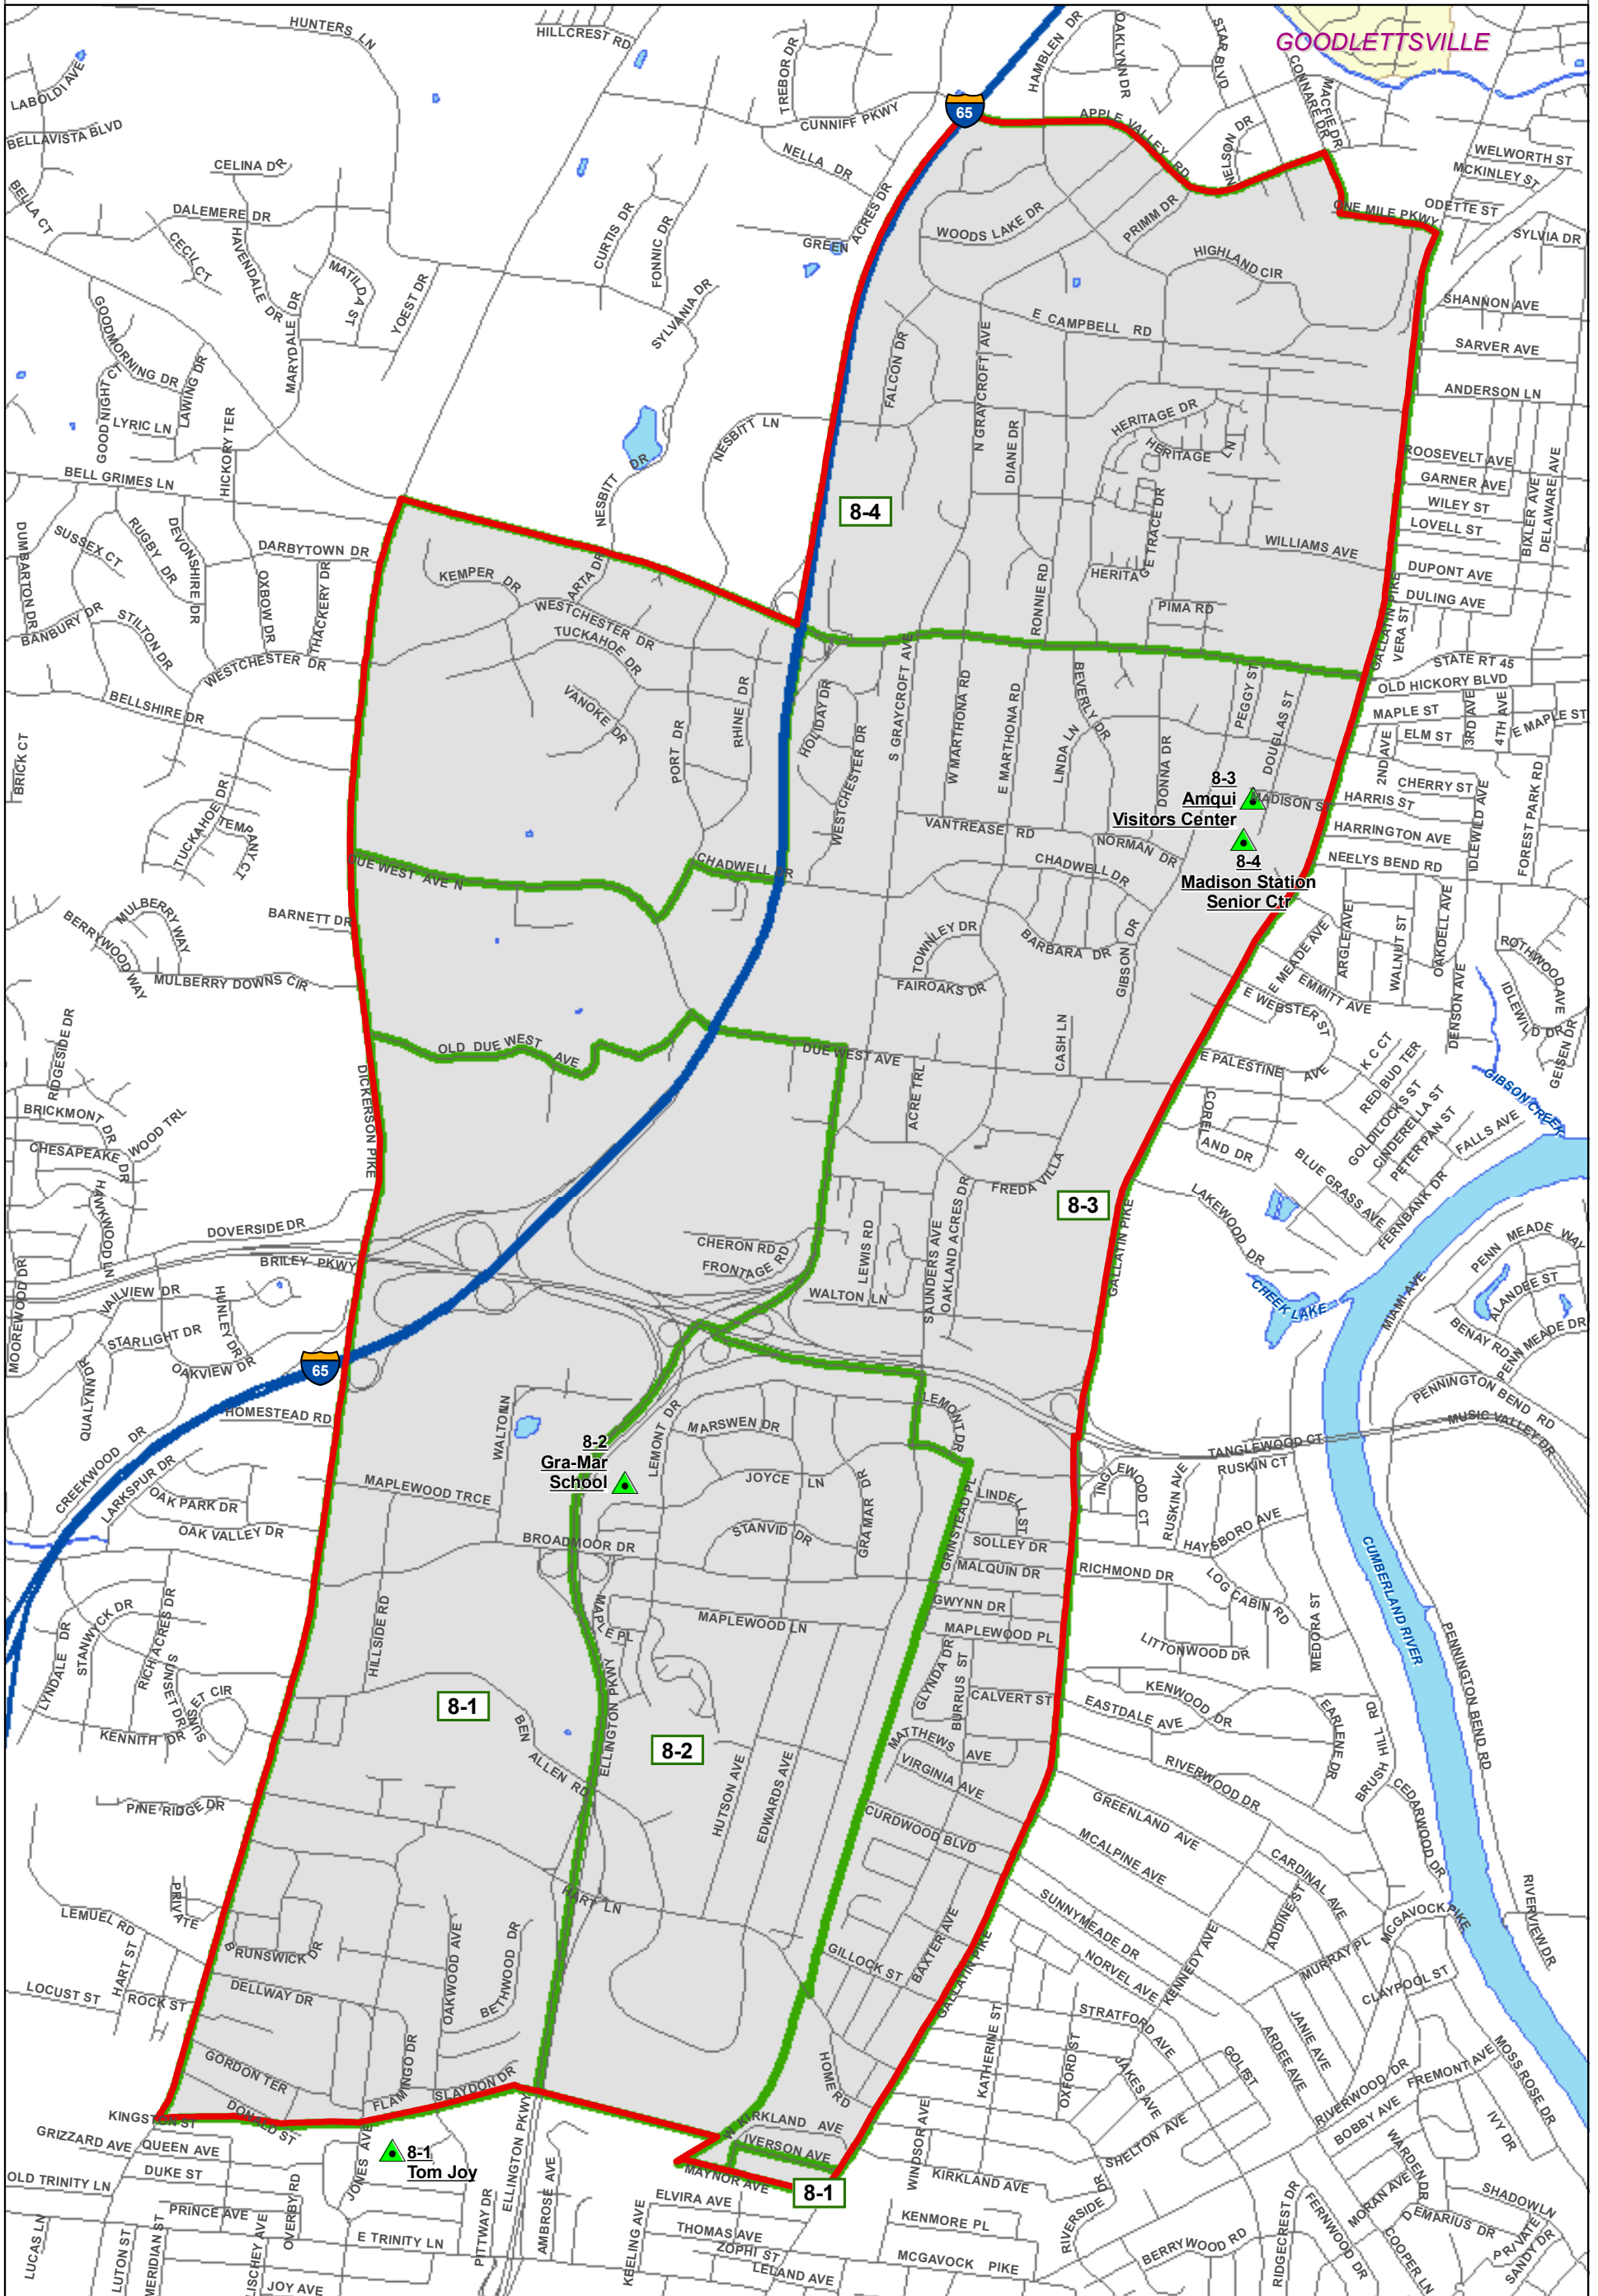 HUNTERS LN
HILLCREST RD
TREBOR DR
HAMBLEN DR
OAKLYNN DR
STAR BLVD
GOODLETTSVILLE
CONNARE DR
MACFIE DR
LABOLDI AVE
BELLAVISTA BLVD
CUNNIFF PKWY
65
APPLE VALLEY RD
NELSON DR
WELWORTH ST
MCKINLEY ST
CELINA DR
NELLA DR
BELLA CT
DALEMERE DR
CECIL CT
HAVENDALE DR
MATILDA ST
YOEST DR
CURTIS DR
FONNIC DR
GREEN ACRES DR
WOODS LAKE DR
PRIMM DR
ONE MILE PKWY
ODETTE ST
SYLVIA DR
HIGHLAND CIR
SYLVANIA DR
SHANNON AVE
GOODMORNING DR
MARYDALE DR
E CAMPBELL RD
SARVER AVE
GOOD NIGHT CT
LAWING DR
FALCON DR
N GRAYCROFT AVE
ANDERSON LN
LYRIC LN
HICKORY TER
NESBITT LN
DIANE DR
HERITAGE DR
HERITAGE LN
ROOSEVELT AVE
BELL GRIMES LN
NESBITT DR
GARNER AVE
8-4
WILEY ST
LOVELL ST
BIXLER AVE
DELAWARE AVE
DUMBARTON DR
SUSSEX CT
RUGBY DR
DEVONSHIRE DR
DARBYTOWN DR
WILLIAMS AVE
HERITAGE TRACE DR
OXBOW DR
THACKERY DR
KEMPER DR
ARTA DR
RONNIE RD
DUPONT AVE
BANBURY DR
STILTON DR
WESTCHESTER DR
PIMA RD
DULING AVE
WESTCHESTER DR
TUCKAHOE DR
GALLATIN PIKE
VERA ST
STATE RT 45
OLD HICKORY BLVD
BELLSHIRE DR
VANOKE DR
PORT DR
RHINE DR
HOLIDAY DR
WESTCHESTER DR
S GRAYCROFT AVE
W MARTHONA RD
E MARTHONA RD
BEVERLY DR
LINDA LN
DONNA DR
PEGGY ST
DOUGLAS ST
MAPLE ST
E MAPLE ST
ELM ST
2ND AVE
3RD AVE
4TH AVE
BRICK CT
8-3
Amqui
Visitors Center
MADISON S
CHERRY ST
HARRIS ST
TUCKAHOE DR
TEMPANY CT
VANTREASE RD
NORMAN DR
HARRINGTON AVE
IDLEWILD AVE
FOREST PARK RD
8-4
Madison Station
Senior Ctr
NEELYS BEND RD
DUE WEST AVE N
CHADWELL DR
CHADWELL DR
BARNETT DR
BERRYWOOD WAY
MULBERRY WAY
MULBERRY DOWNS CIR
TOWNLEY DR
BARBARA DR
FAIROAKS DR
GIBSON DR
E MEADE AVE
ARGLE AVE
WALNUT ST
OAKDELL AVE
ROTHWOOD AVE
EMMITT AVE
E WEBSTER ST
DENSON AVE
IDLEWILD DR
GEISEN DR
RIDGESIDE DR
OLD DUE WEST AVE
DUE WEST AVE
CASH LN
E PALESTINE AVE
K C CT
RED BUD TER
GOLDILOCKS ST
CINDERELLA ST
PETER PAN ST
GIBSON CREEK
FALLS AVE
DICKERSON PIKE
ACRE TRL
CORELAND DR
BRICKMONT DR
CHESAPEAKE DR
WOOD TRL
HAWKWOOD LN
FREDA VILLA
8-3
BLUE GRASS AVE
FERNBANK DR
LAKEWOOD DR
DOVERSIDE DR
BRILEY PKWY
CHERON RD
FRONTAGE RD
LEWIS RD
SAUNDERS AVE
OAKLAND ACRES DR
GALLATIN PIKE
PENN MEADE WAY
ALANDEE ST
CHEEK LAKE
MIAMI AVE
BENAY RD
PENN MEADE DR
MOOREWOOD DR
VAILVIEW DR
HUNLEY DR
WALTON LN
STARLIGHT DR
OAKVIEW DR
65
QUALYNN DR
HOMESTEAD RD
PENNINGTON BEND RD
MUSIC VALLEY DR
WALTON LN
LEMONT DR
MARSWEN DR
LEMONT DR
TANGLEWOOD CT
RUSKIN CT
CREEKWOOD DR
LARKSPUR DR
8-2
Gra-Mar
School
JOYCE LN
GRA MAR DR
INGLEWOOD CT
RUSKIN AVE
OAK PARK DR
OAK VALLEY DR
MAPLEWOOD TRCE
BROADMOOR DR
STANVID DR
GRINSTEAD PL
LINDELL ST
SOLLEY DR
HAYSBORO AVE
MALQUIN DR
RICHMOND DR
LOG CABIN RD
CUMBERLAND RIVER
LYNDALE DR
STANWYCK DR
RICH ACRES DR
HILLSIDE RD
MAPLE PL
MAPLEWOOD LN
GWYNN DR
MAPLEWOOD PL
LITTONWOOD DR
MEDORA ST
PENNINGTON BEND RD
SUNSET DR
SUNSET CIR
KENNITH DR
8-1
BEN ALLEN RD
ELLINGTON PKWY
8-2
GLYNDA DR
BURRUS ST
CALVERT ST
KENWOOD DR
EASTDALE AVE
EARLENE DR
BRUSH HILL RD
MATTHEWS AVE
VIRGINIA AVE
RIVERWOOD DR
CEDARWOOD DR
PINE RIDGE DR
HUTSON AVE
EDWARDS AVE
CURDWOOD BLVD
GREENLAND AVE
MCALPINE AVE
CARDINAL AVE
PRIVATE
LEMUEL RD
HART LN
SUNNYMEADE DR
ADDINE ST
MCGAVOCK PIKE
RIVERVIEW DR
BRUNSWICK DR
OAKWOOD AVE
BETHWOOD DR
GILLOCK ST
BAXTER AVE
GALLATIN PIKE
NORVEL AVE
KENNEDY AVE
MURRAY PL
CLAYPOOL ST
LOCUST ST
HART ST
ROCK ST
DELLWAY DR
KATHERINE ST
STRATFORD AVE
OXFORD ST
JAKES AVE
GOLF ST
ARDEE AVE
JANIE AVE
RIVERWOOD DR
FREMONT AVE
MOSS ROSE DR
GORDON TER
FLAMINGO DR
SLAYDON DR
HOME RD
KINGSTON ST
DONALD ST
W KIRKLAND AVE
IVERSON AVE
SHELTON AVE
BOBBY AVE
IVY DR
GRIZZARD AVE
QUEEN AVE
JONES AVE
8-1
Tom Joy
ELLINGTON PKWY
AMBROSE AVE
MAYNOR AVE
8-1
WINDSOR AVE
KIRKLAND AVE
WARDEN DR
MORAN AVE
OLD TRINITY LN
DUKE ST
PRINCE AVE
OVERBY RD
E TRINITY LN
PITTWAY DR
KEELING AVE
ELVIRA AVE
THOMAS AVE
ZOPHI ST
LELAND AVE
KENMORE PL
MCGAVOCK PIKE
RIVERSIDE DR
BERRYWOOD RD
RIDGECREST DR
FERNWOOD DR
COOPER LN
DEMARIUS DR
SHADOW LN
PRIVATE
SANDY DR
LUCAS LN
LUTON ST
MERIDIAN ST
LISCHEY AVE
JOY AVE